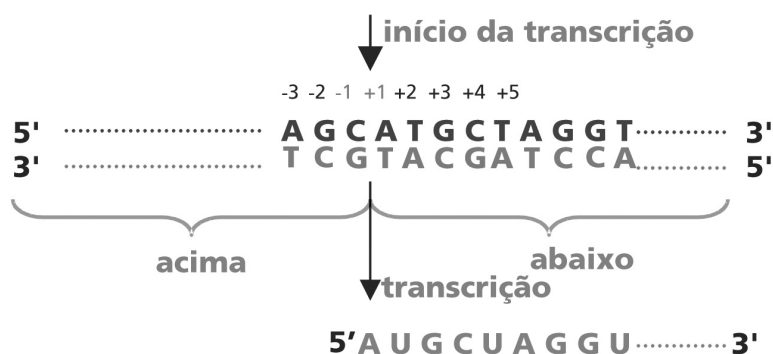 início da transcrição
-3 -2 -1 +1 +2 +3 +4 +5
5' A G C A T G C T A G G T 3'
3' T C G T A C G A T C C A 5'
acima abaixo
transcrição
5' A U G C U A G G U 3'